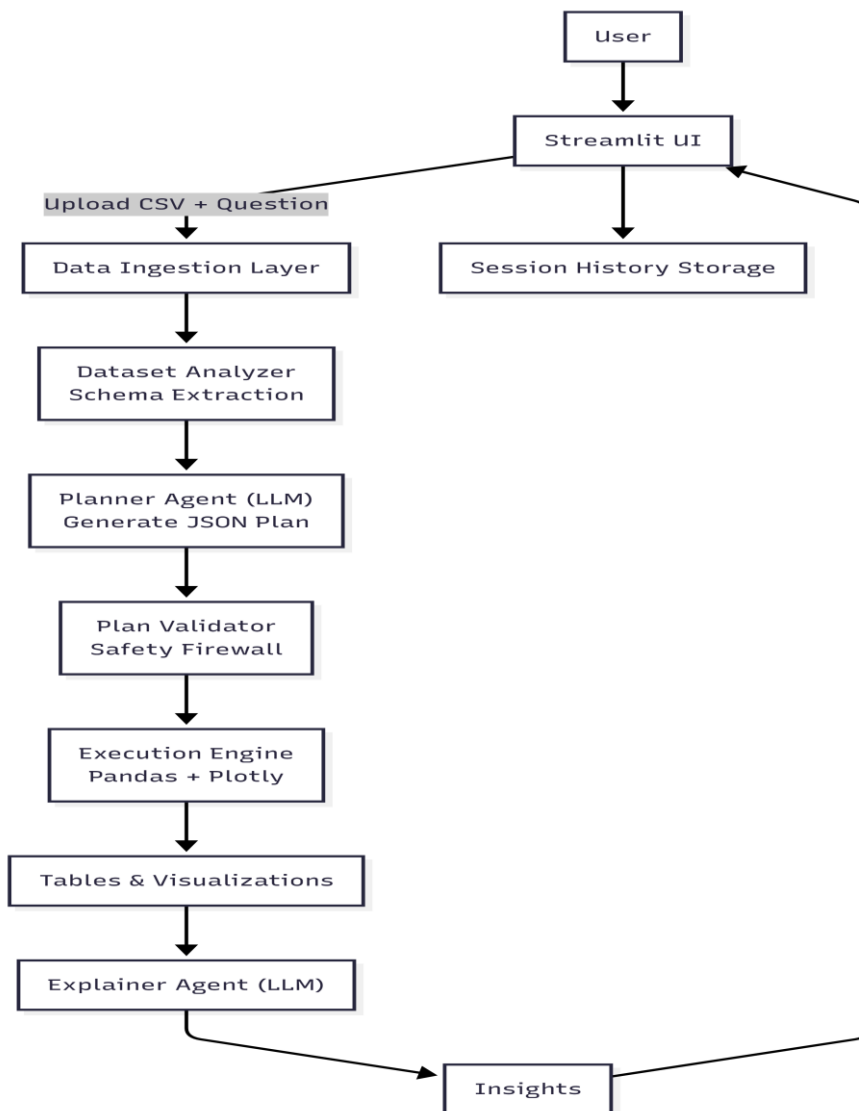 User
Streamlit UI
Upload CSV + Question
Data Ingestion Layer
Session History Storage
Dataset Analyzer
Schema Extraction
Planner Agent (LLM)
Generate JSON Plan
Plan Validator
Safety Firewall
Execution Engine
Pandas + Plotly
Tables & Visualizations
Explainer Agent (LLM)
Insights